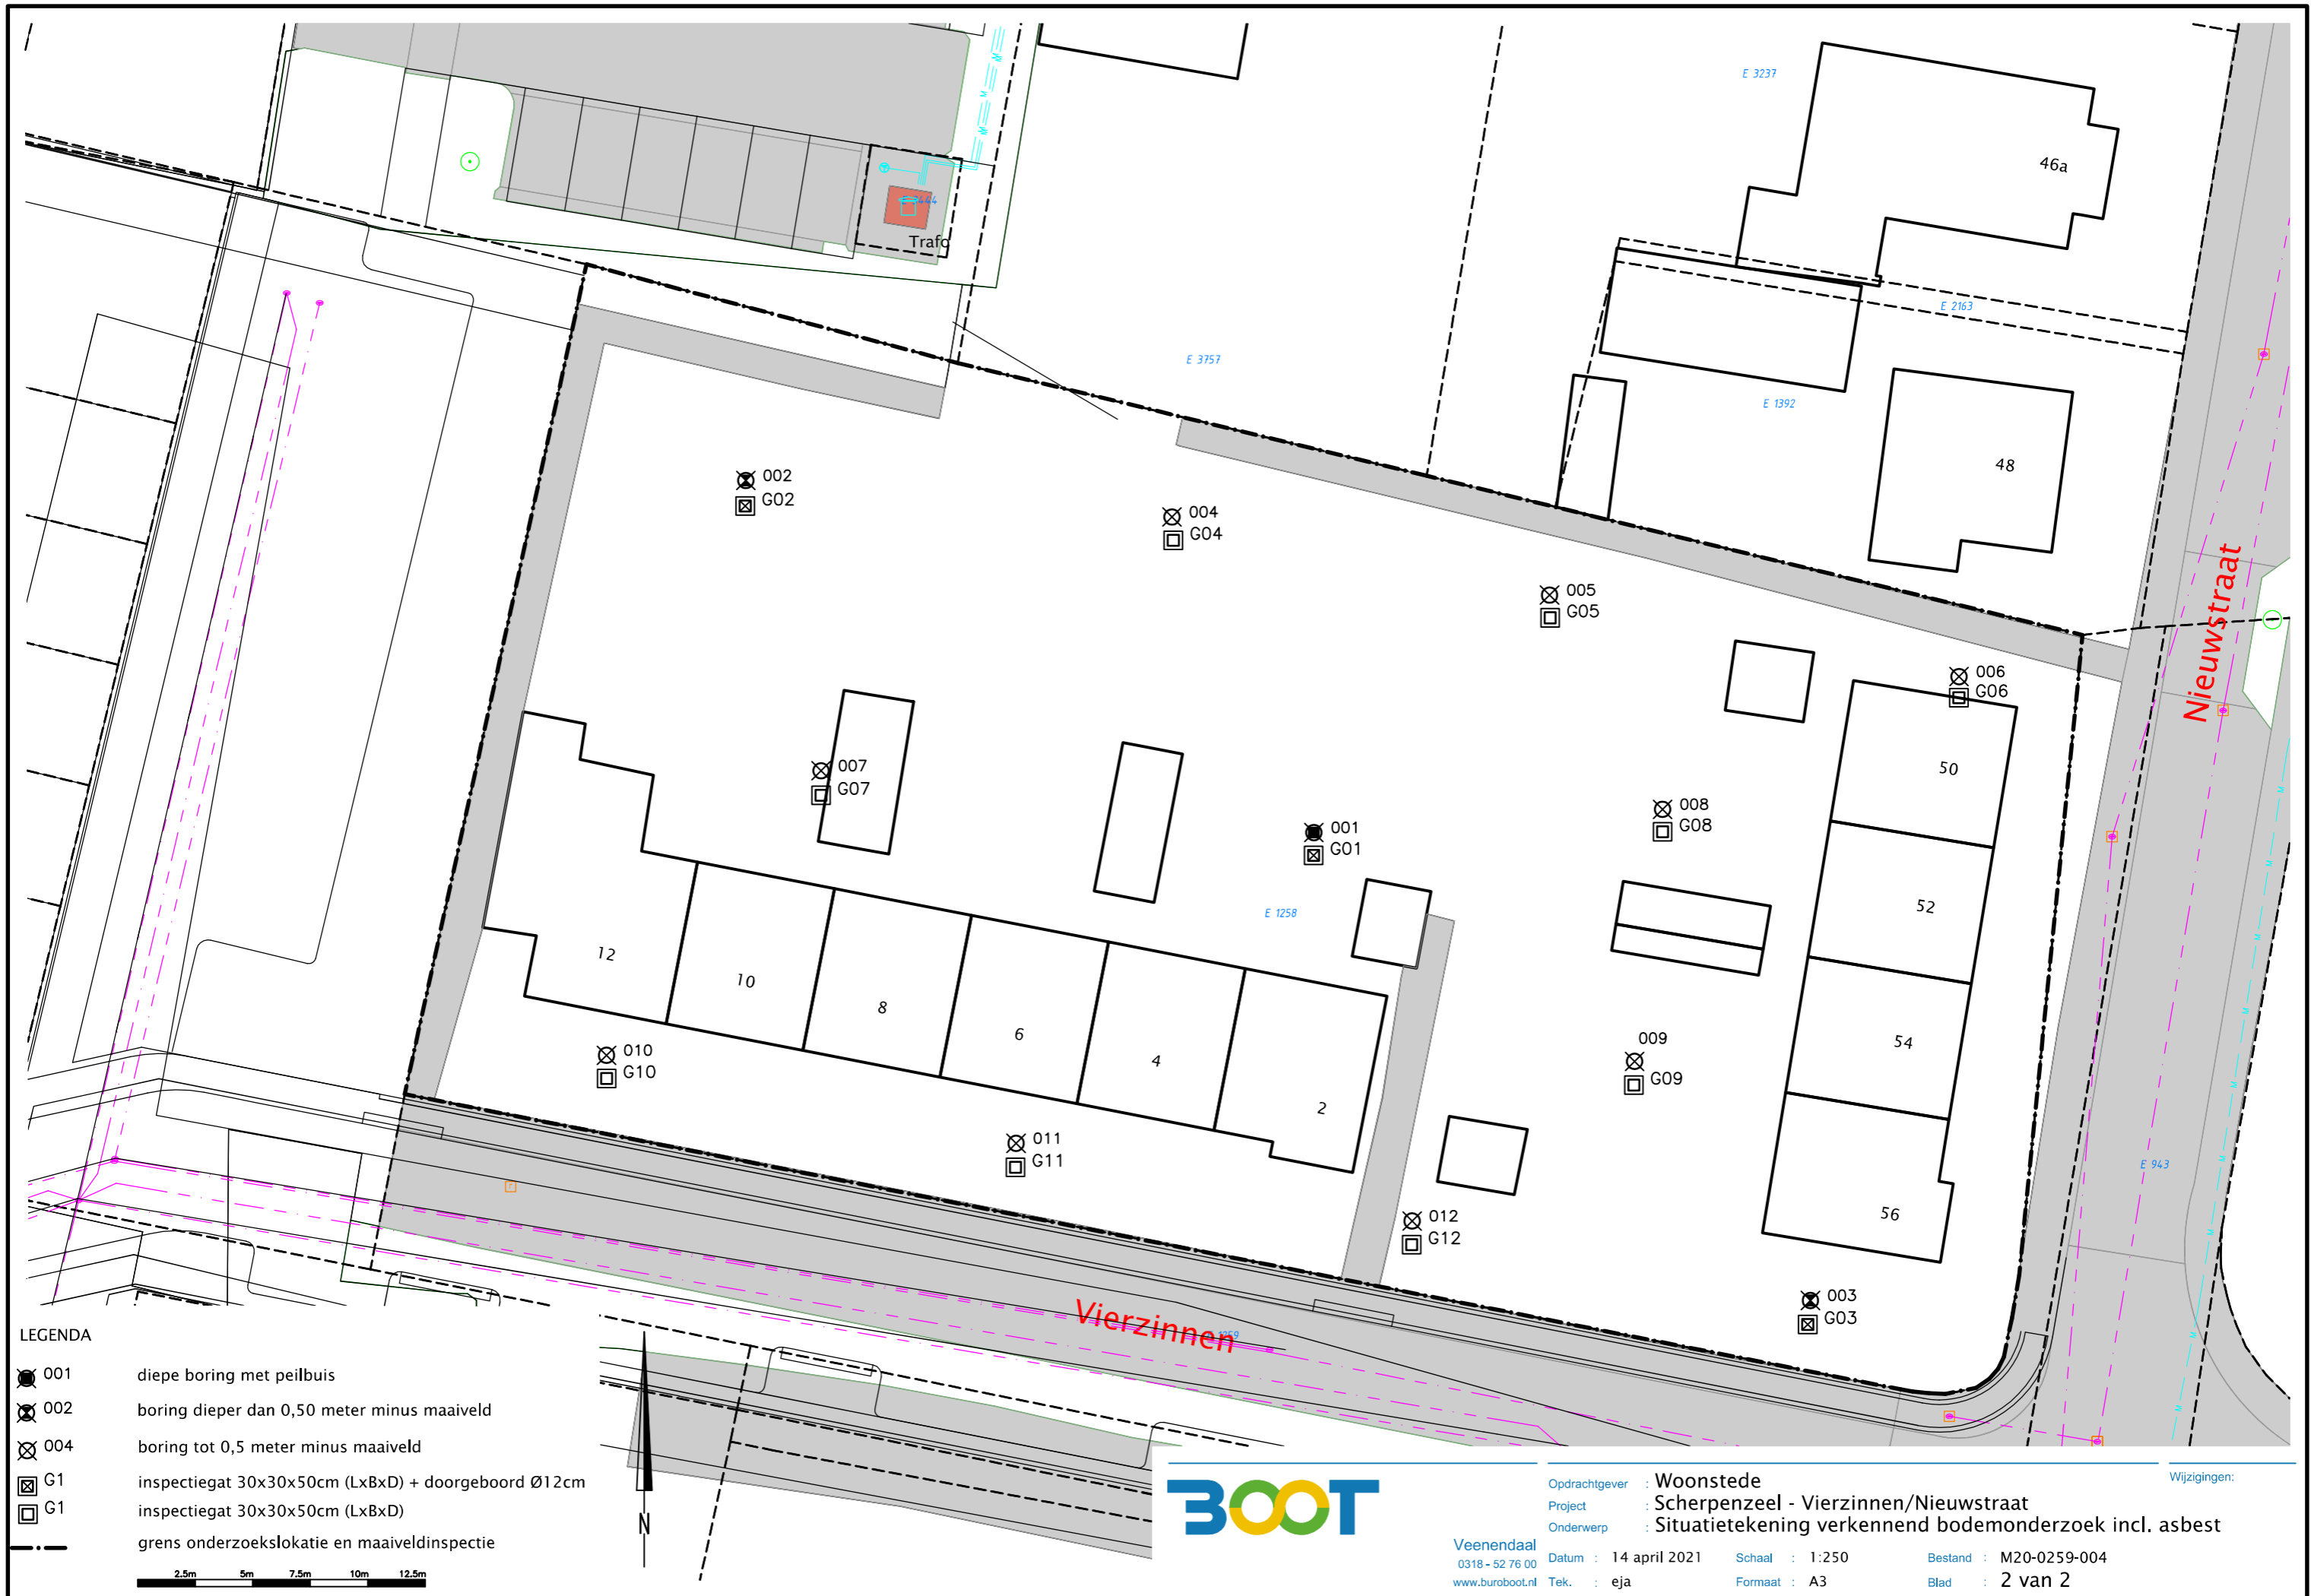 E 3237
46a
E 3444
Trafo
E 2163
E 3757
E 1392
48
Nieuwstraat
002
G02
004
G04
005
G05
006
G06
50
007
G07
001
G01
008
G08
52
E 1258
12
10
8
6
4
2
54
009
G09
010
G10
011
G11
56
E 943
012
G12
003
G03
Vierzinnen
LEGENDA
001 diepe boring met peilbuis
002 boring dieper dan 0,50 meter minus maaiveld
004 boring tot 0,5 meter minus maaiveld
G1 inspectiegat 30x30x50cm (LxBxD) + doorgeboord Ø12cm
G1 inspectiegat 30x30x50cm (LxBxD)
grens onderzoekslokatie en maaiveldinspectie
2.5m 5m 7.5m 10m 12.5m
N
BOOT
Veenendaal
0318 - 52 76 00
www.buroboot.nl
Opdrachtgever : Woonstede
Project : Scherpenzeel - Vierzinnen/Nieuwstraat
Onderwerp : Situatietekening verkennend bodemonderzoek incl. asbest
Datum : 14 april 2021 Schaal : 1:250 Bestand : M20-0259-004
Tek. : eja Formaat : A3 Blad : 2 van 2
Wijzigingen: